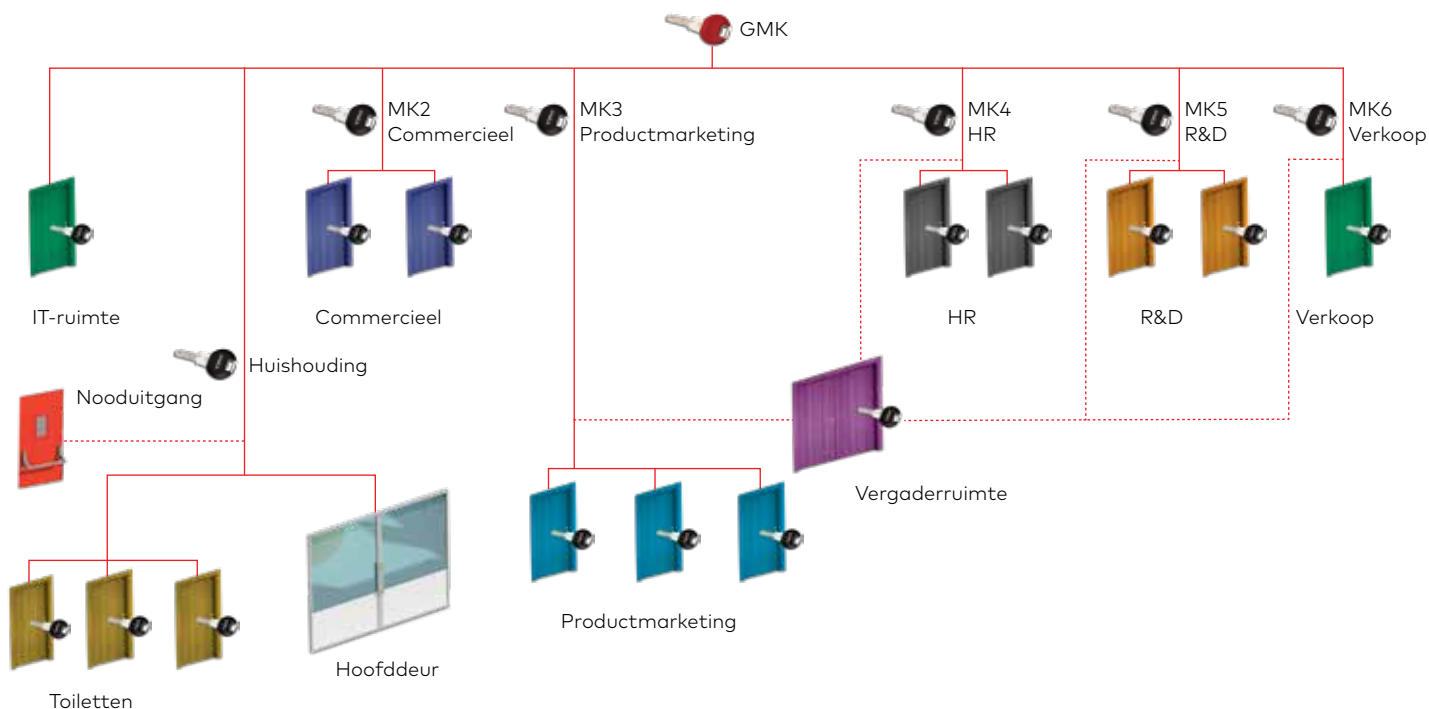 GMK
MK2
Commercieel
MK3
Productmarketing
MK4
HR
MK5
R&D
MK6
Verkoop
IT-ruimte
Commercieel
HR
R&D
Verkoop
Huishouding
Nooduitgang
Vergaderruimte
Productmarketing
Hoofddeur
Toiletten